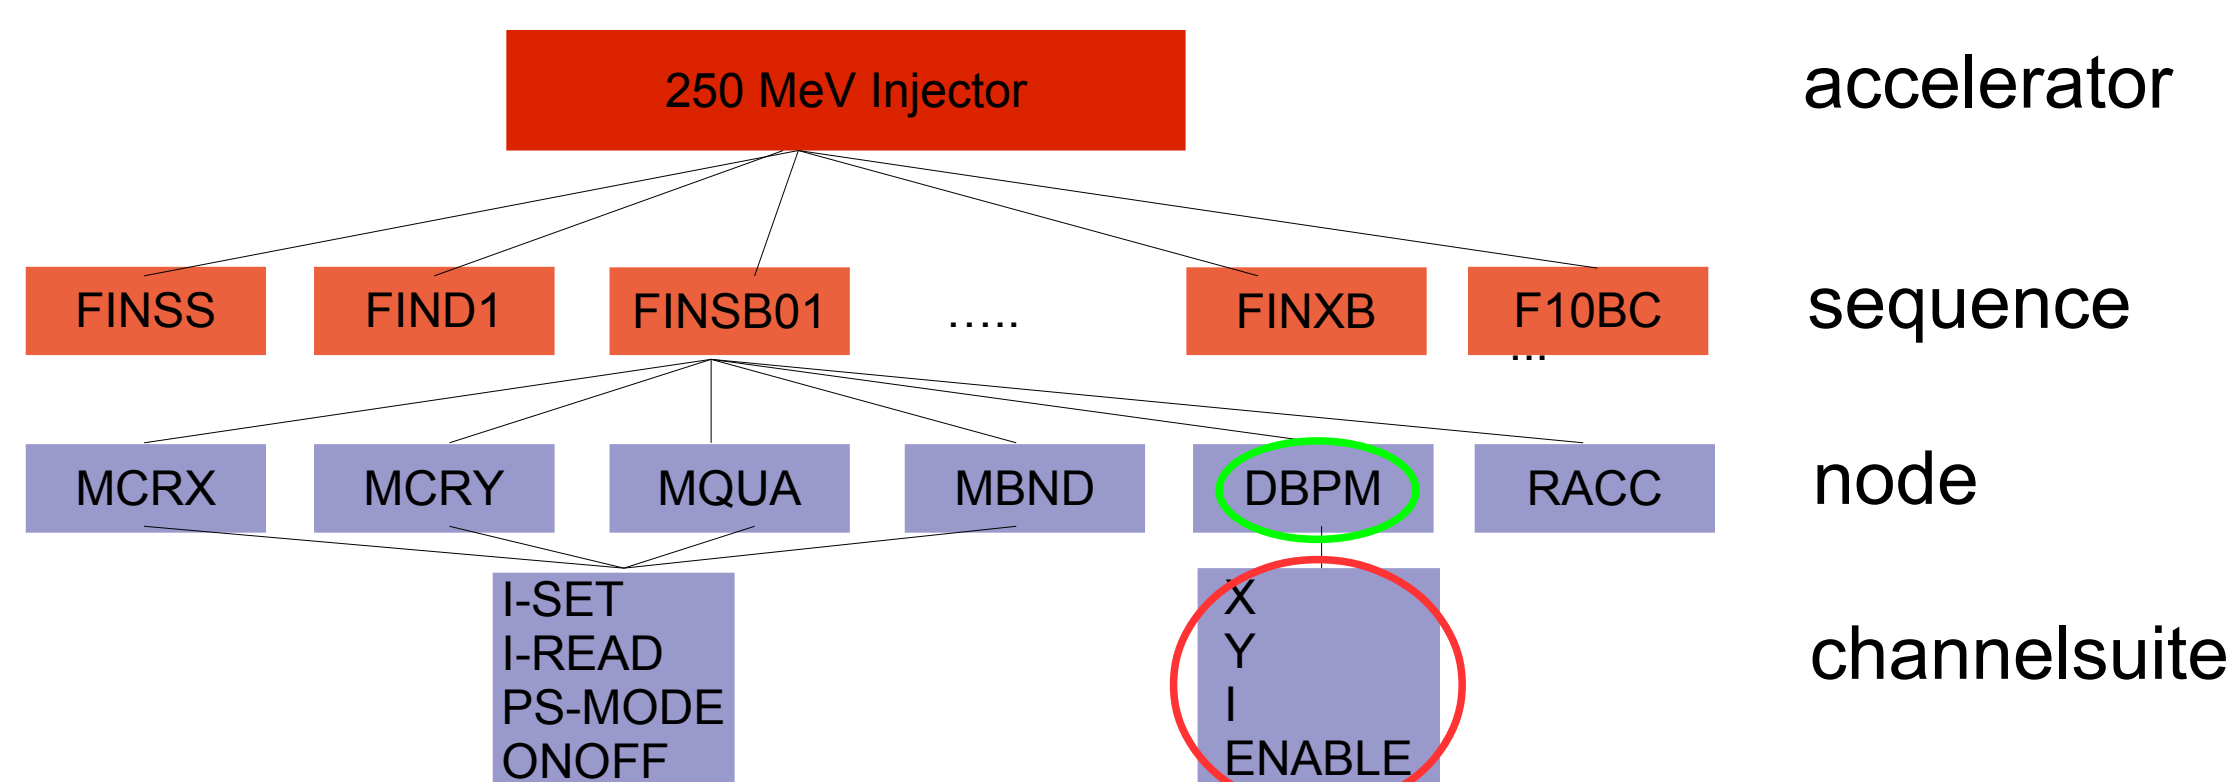 250 MeV Injector
accelerator
FINSS
FIND1
FINSB01
.....
FINXB
F10BC
...
sequence
MCRX
MCRY
MQUA
MBND
DBPM
RACC
node
I-SET
I-READ
PS-MODE
ONOFF
X
Y
I
ENABLE
channelsuite